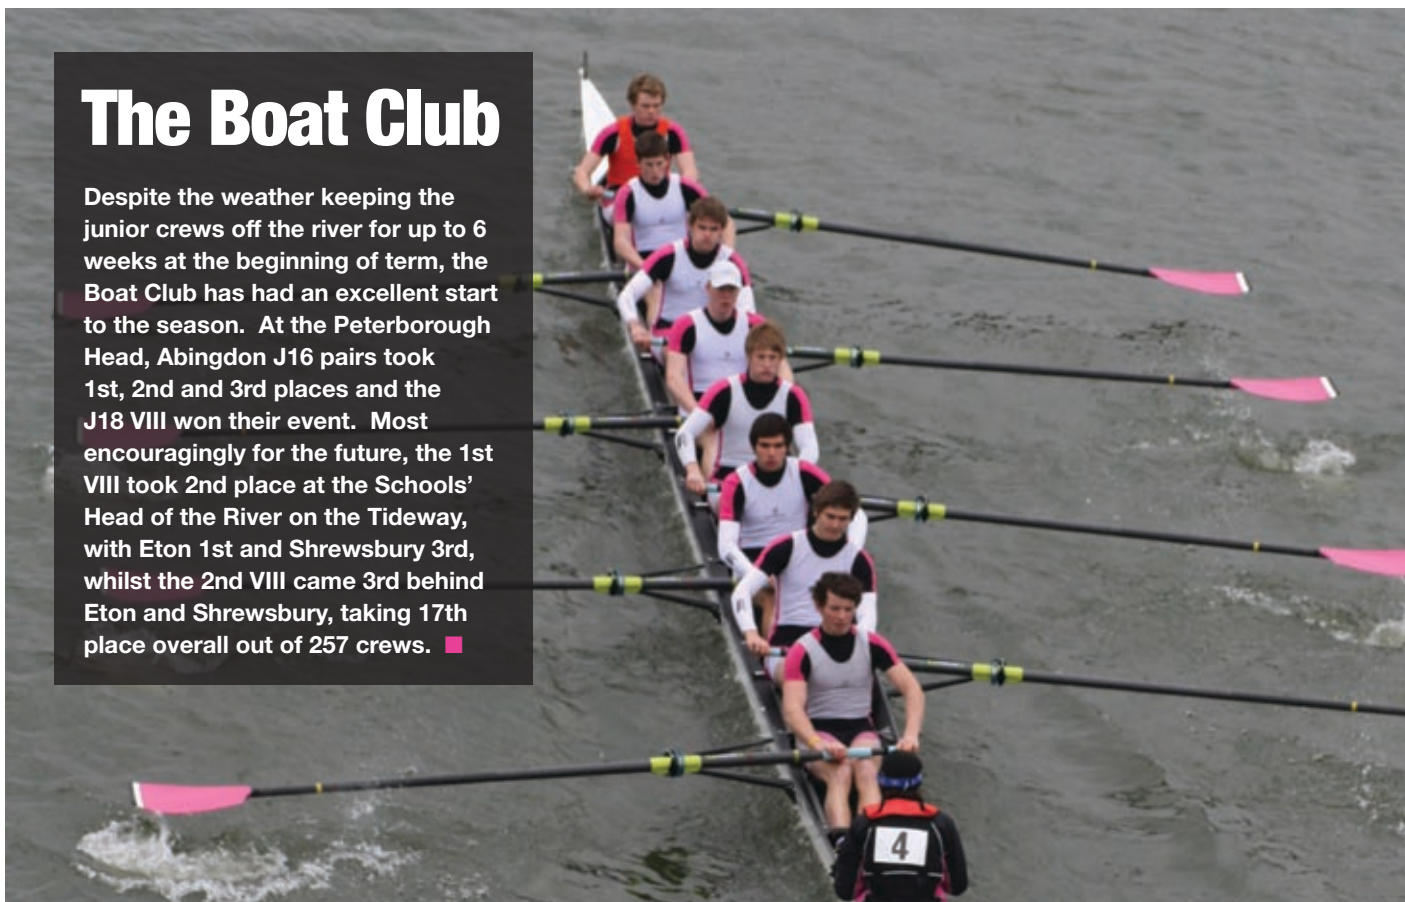 The Boat Club
Despite the weather keeping the
junior crews off the river for up to 6
weeks at the beginning of term, the
Boat Club has had an excellent start
to the season.  At the Peterborough
Head, Abingdon J16 pairs took
1st, 2nd and 3rd places and the
J18 VIII won their event.  Most
encouragingly for the future, the 1st
VIII took 2nd place at the Schools’
Head of the River on the Tideway,
with Eton 1st and Shrewsbury 3rd,
whilst the 2nd VIII came 3rd behind
Eton and Shrewsbury, taking 17th
place overall out of 257 crews.
4